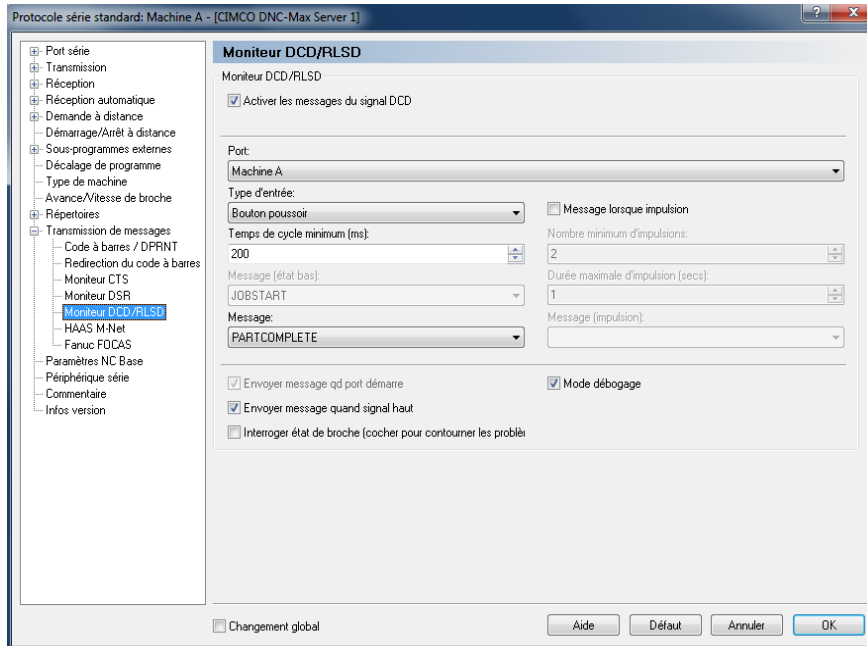 Protocole série standard: Machine A - [CIMCO DNC-Max Server 1]
Port série
Transmission
Réception
Réception automatique
Demande à distance
Démarrage/Arrêt à distance
Sous-programmes externes
Décalage de programme
Type de machine
Avance/Vitesse de broche
Répertoires
Transmission de messages
Code à barres / DPRNT
Redirection du code à barres
Moniteur CTS
Moniteur DSR
Moniteur DCD/RLSD
HAAS M-Net
Fanuc FOCAS
Paramètres NC Base
Périphérique série
Commentaire
Infos version
Moniteur DCD/RLSD
Moniteur DCD/RLSD
Activer les messages du signal DCD
Port:
Machine A
Type d'entrée:
Bouton poussoir
Message lorsque impulsion
Temps de cycle minimum (ms):
Nombre minimum d'impulsions:
200
2
Message (état bas):
Durée maximale d'impulsion (secs):
JOBSTART
1
Message:
Message (impulsion):
PARTCOMPLETE
Envoyer message qd port démarre
Mode débogage
Envoyer message quand signal haut
Interroger état de broche (cocher pour contourner les problèr
Changement global
Aide
Défaut
Annuler
OK